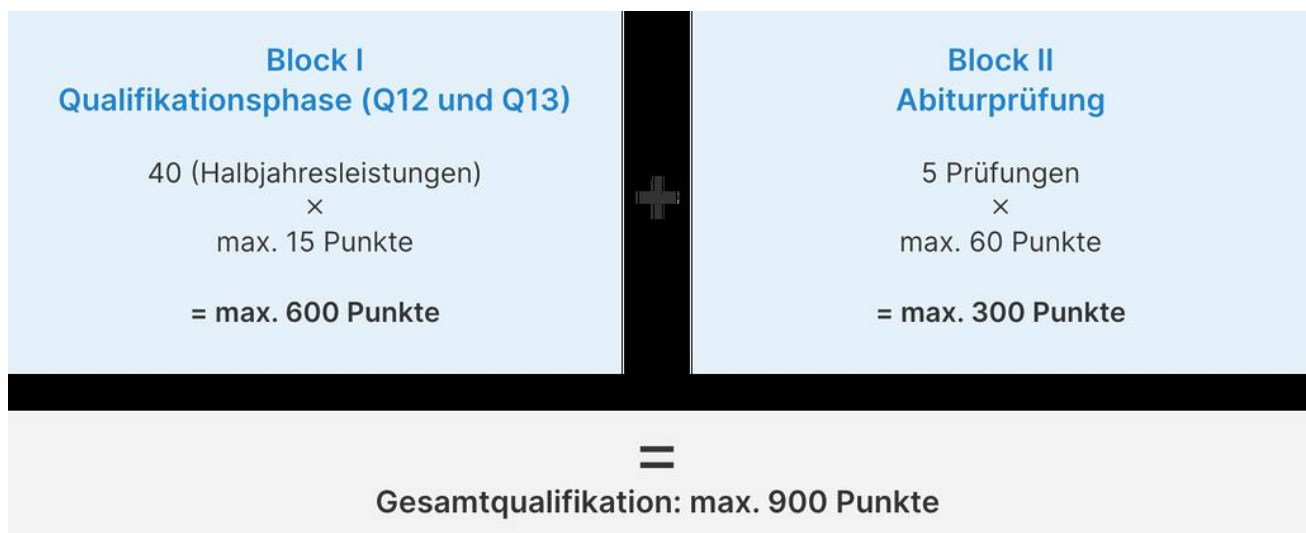 Block I
Qualifikationsphase (Q12 und Q13)
40 (Halbjahresleistungen)
×
max. 15 Punkte
= max. 600 Punkte
+
Block II
Abiturprüfung
5 Prüfungen
×
max. 60 Punkte
= max. 300 Punkte
=
Gesamtqualifikation: max. 900 Punkte